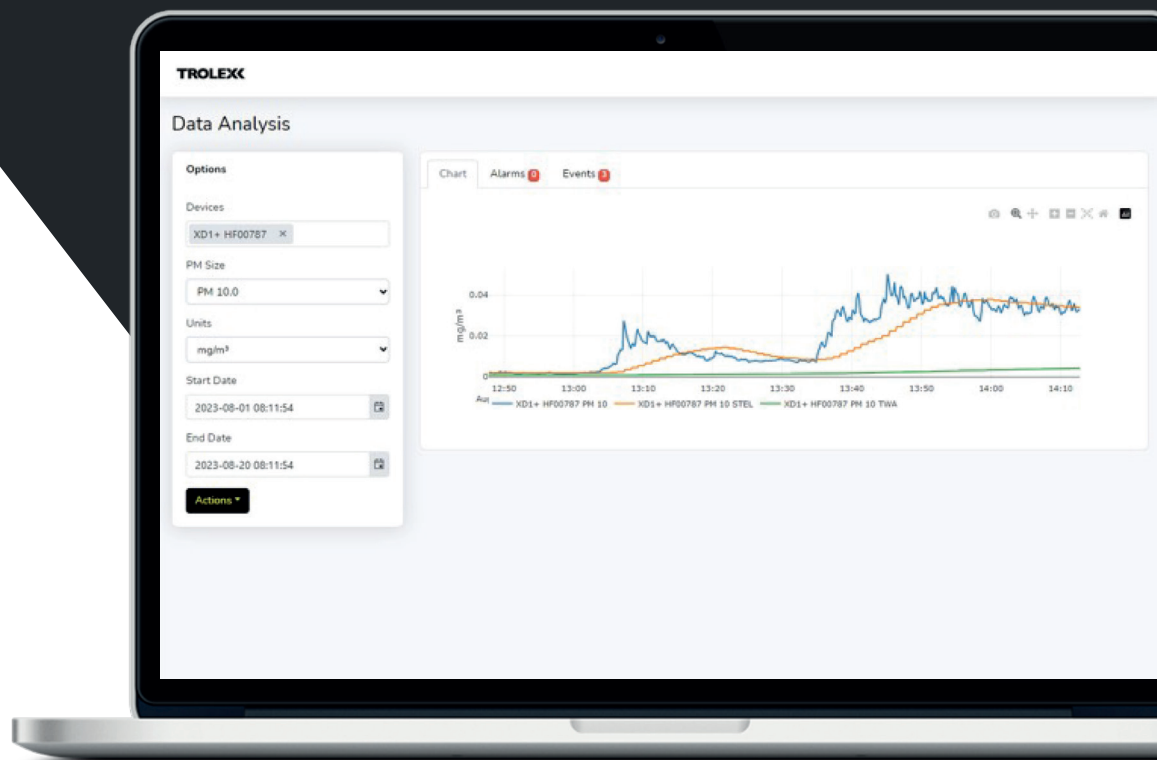 TROLEX
Data Analysis
Options
Devices
XD1+ HF00787 ×
PM Size
PM 10.0
Units
mg/m³
Start Date
2023-08-01 08:11:54
End Date
2023-08-20 08:11:54
Actions
Chart Alarms 0 Events 3
mg/m³
0.04
0.02
0
12:50 13:00 13:10 13:20 13:30 13:40 13:50 14:00 14:10
XD1+ HF00787 PM 10 XD1+ HF00787 PM 10 STEL XD1+ HF00787 PM 10 TWA